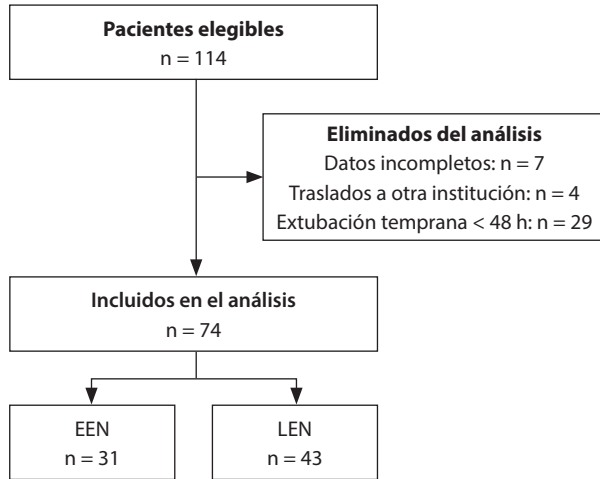 Pacientes elegibles
n = 114
Eliminados del análisis
Datos incompletos: n = 7
Traslados a otra institución: n = 4
Extubación temprana < 48 h: n = 29
Incluidos en el análisis
n = 74
EEN
n = 31
LEN
n = 43